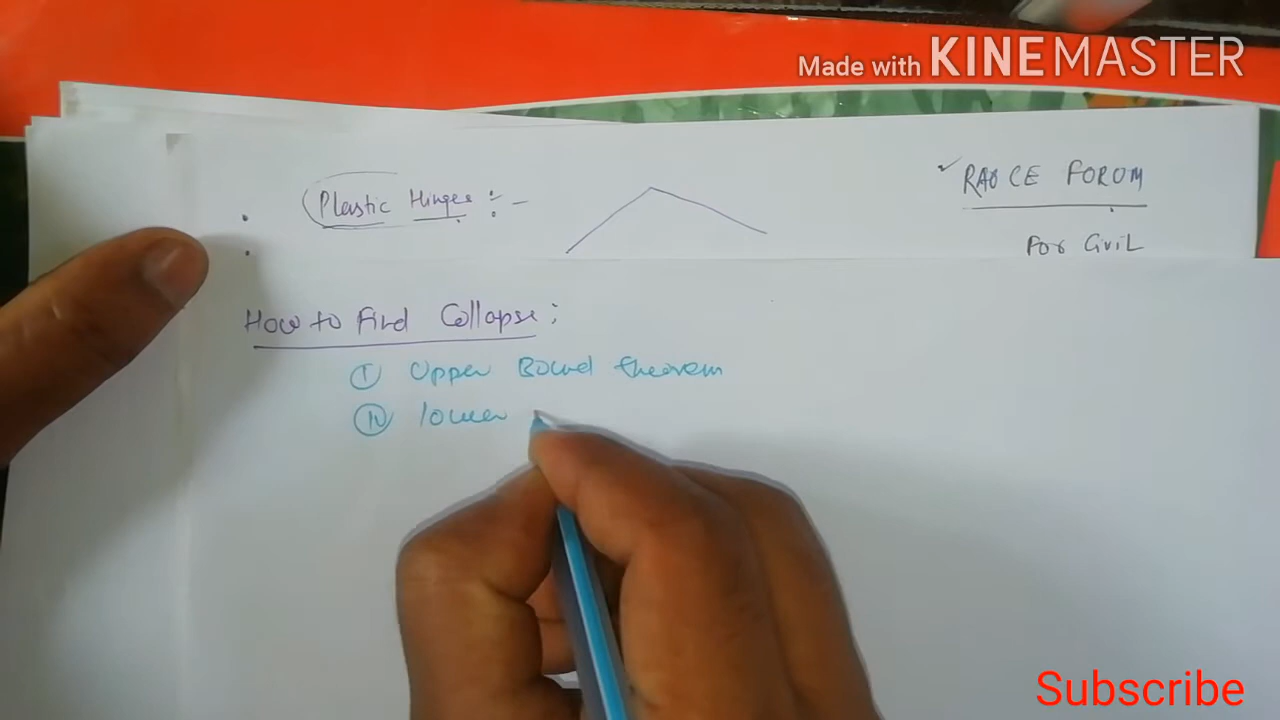 Made with KINEMASTER
Plastic Hinges :-
RAO CE FORUM
For Civil
How to Find Collapse :
I Upper Bound theorem
II lower
Subscribe